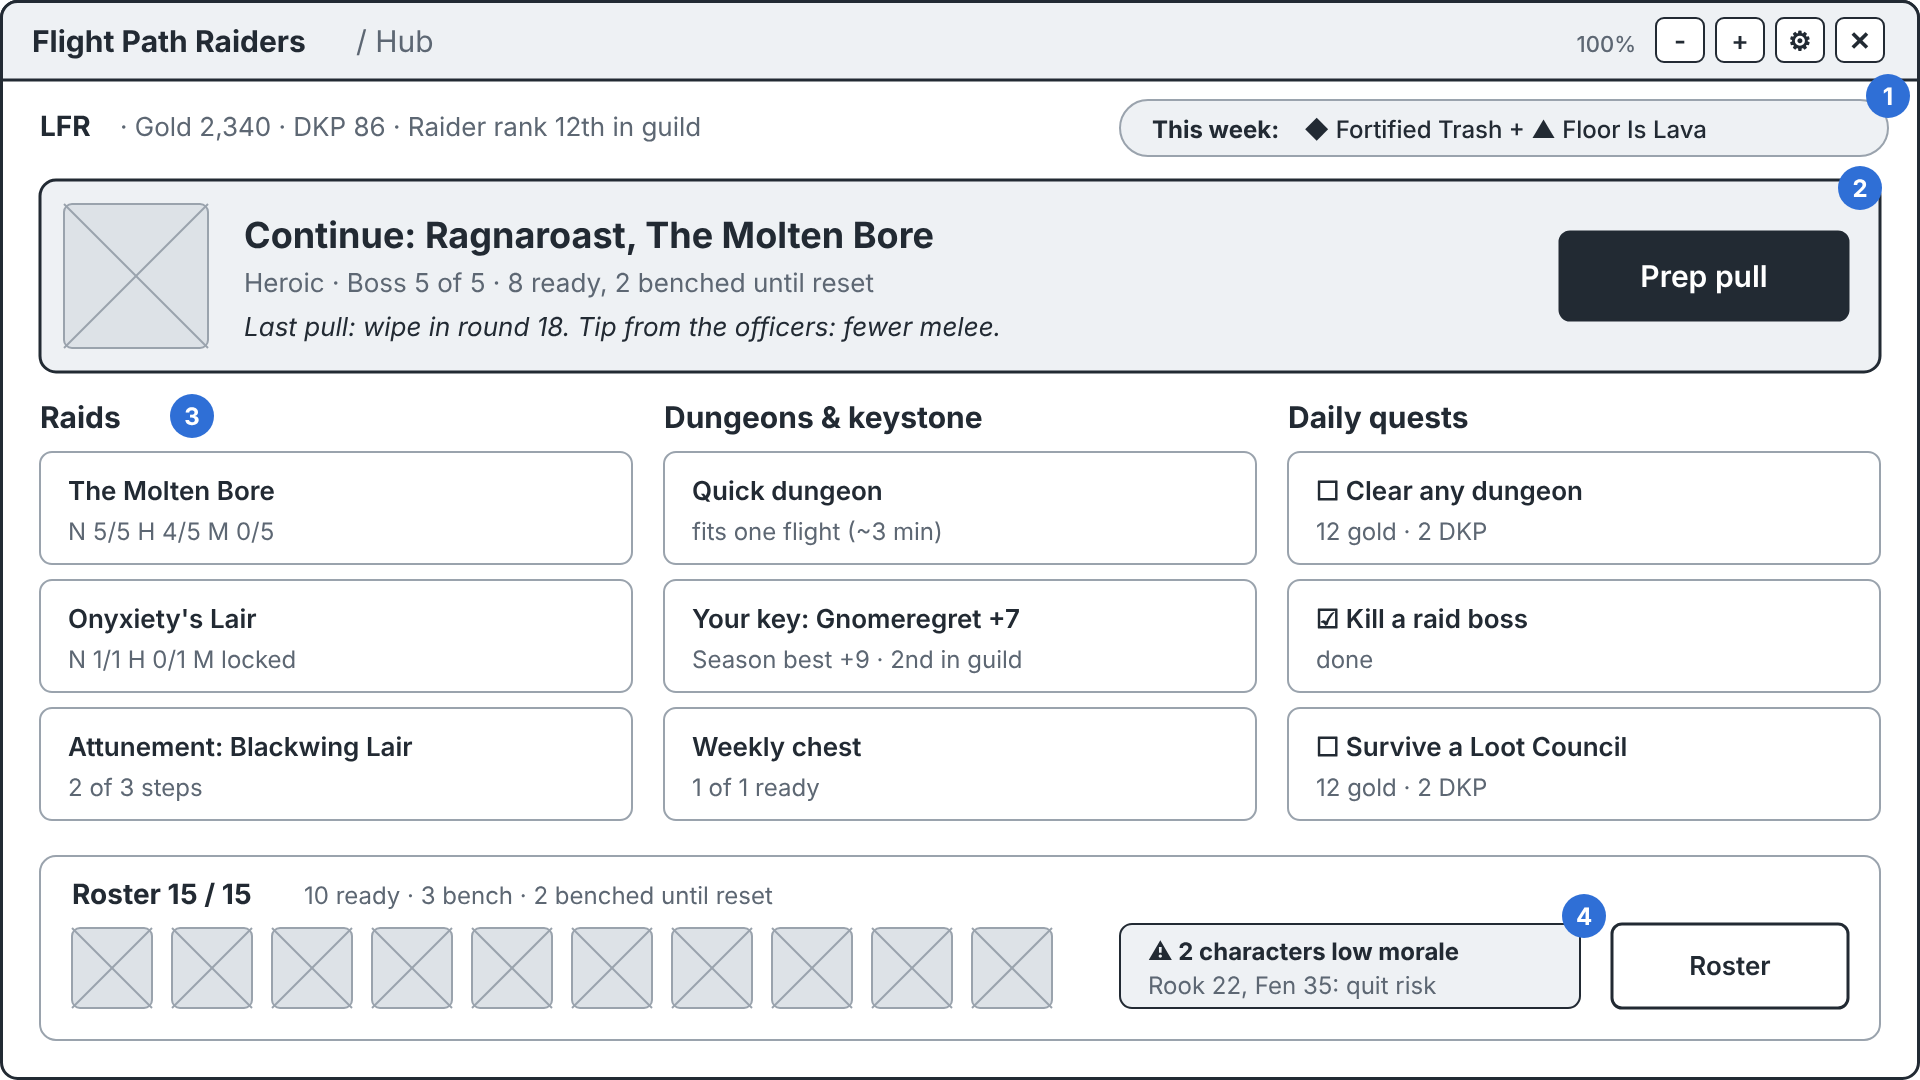 Flight Path Raiders / Hub
100% - + ⚙ ✕
1
LFR · Gold 2,340 · DKP 86 · Raider rank 12th in guild
This week: ◆ Fortified Trash + ▲ Floor Is Lava
2
Continue: Ragnaroast, The Molten Bore
Heroic · Boss 5 of 5 · 8 ready, 2 benched until reset
Last pull: wipe in round 18. Tip from the officers: fewer melee.
Prep pull
Raids
3
The Molten Bore
N 5/5 H 4/5 M 0/5
Onyxiety's Lair
N 1/1 H 0/1 M locked
Attunement: Blackwing Lair
2 of 3 steps
Dungeons & keystone
Quick dungeon
fits one flight (~3 min)
Your key: Gnomeregret +7
Season best +9 · 2nd in guild
Weekly chest
1 of 1 ready
Daily quests
☐ Clear any dungeon
12 gold · 2 DKP
☑ Kill a raid boss
done
☐ Survive a Loot Council
12 gold · 2 DKP
Roster 15 / 15 10 ready · 3 bench · 2 benched until reset
4
⚠ 2 characters low morale
Rook 22, Fen 35: quit risk
Roster